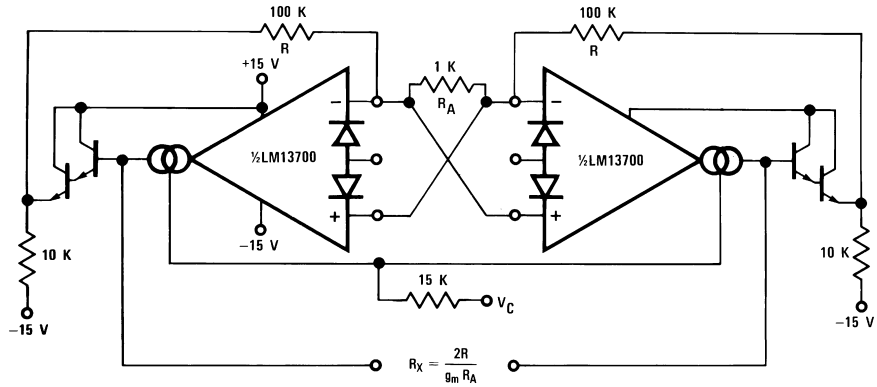 100 K
R
100 K
R
+15 V
1 K
R_A
−
−
½LM13700
½LM13700
+
+
−15 V
10 K
10 K
15 K
V_C
−15 V
−15 V
R_X = 2R / g_m R_A